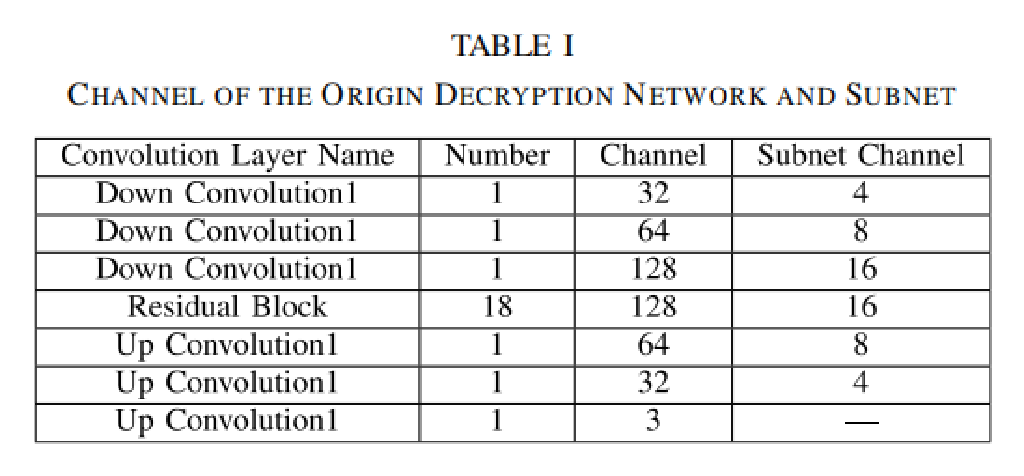 TABLE I
CHANNEL OF THE ORIGIN DECRYPTION NETWORK AND SUBNET
Convolution Layer Name Number Channel Subnet Channel
Down Convolution1 1 32 4
Down Convolution1 1 64 8
Down Convolution1 1 128 16
Residual Block 18 128 16
Up Convolution1 1 64 8
Up Convolution1 1 32 4
Up Convolution1 1 3 —